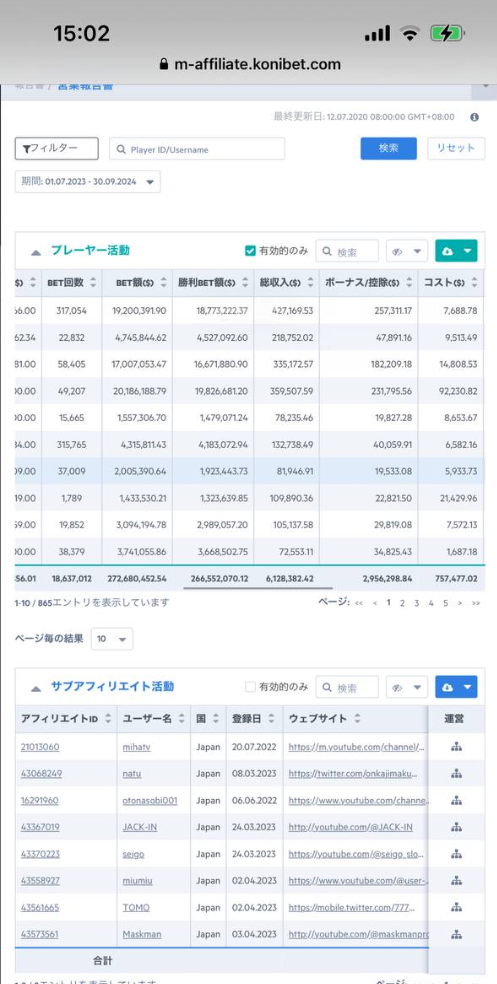 15:02
m-affiliate.konibet.com
報告書 / 営業報告書
最終更新日: 12.07.2020 08:00:00 GMT+08:00
フィルター Player ID/Username 検索 リセット
期間: 01.07.2023 - 30.09.2024
プレーヤー活動 有効的のみ 検索
$) BET回数 BET額($) 勝利BET額($) 総収入($) ボーナス/控除($) コスト($)
66.00 317,054 19,200,391.90 18,773,222.37 427,169.53 257,311.17 7,688.78
62.34 22,832 4,745,844.62 4,527,092.60 218,752.02 47,891.16 9,513.49
81.00 58,405 17,007,053.47 16,671,880.90 335,172.57 182,209.18 14,808.53
00.00 49,207 20,186,188.79 19,826,681.20 359,507.59 231,795.56 92,230.82
00.00 15,665 1,557,306.70 1,479,071.24 78,235.46 19,827.28 8,653.67
34.00 315,765 4,315,811.43 4,183,072.94 132,738.49 40,059.91 6,582.16
09.00 37,009 2,005,390.64 1,923,443.73 81,946.91 19,533.08 5,933.73
19.00 1,789 1,433,530.21 1,323,639.85 109,890.36 22,821.50 21,429.96
59.00 19,852 3,094,194.78 2,989,057.20 105,137.58 29,819.08 7,572.13
00.00 38,379 3,741,055.86 3,668,502.75 72,553.11 34,825.43 1,687.18
56.01 18,637,012 272,680,452.54 266,552,070.12 6,128,382.42 2,956,298.84 757,477.02
1-10 / 865エントリを表示しています ページ: << < 1 2 3 4 5 > >>
ページ毎の結果 10
サブアフィリエイト活動 有効的のみ 検索
アフィリエイトID ユーザー名 国 登録日 ウェブサイト 運営
21013060 mihatv Japan 20.07.2022 https://m.youtube.com/channel/...
43068249 natu Japan 08.03.2023 https://twitter.com/onkajimaku...
16291960 otonasobi001 Japan 06.06.2022 https://www.youtube.com/channe..
43367019 JACK-IN Japan 24.03.2023 http://youtube.com/@JACK-IN
43370223 seigo Japan 24.03.2023 https://youtube.com/@seigo_slo...
43558927 miumiu Japan 02.04.2023 https://www.youtube.com/@user-..
43561665 TOMO Japan 02.04.2023 https://mobile.twitter.com/777...
43573561 Maskman Japan 03.04.2023 http://youtube.com/@maskmanpro
合計